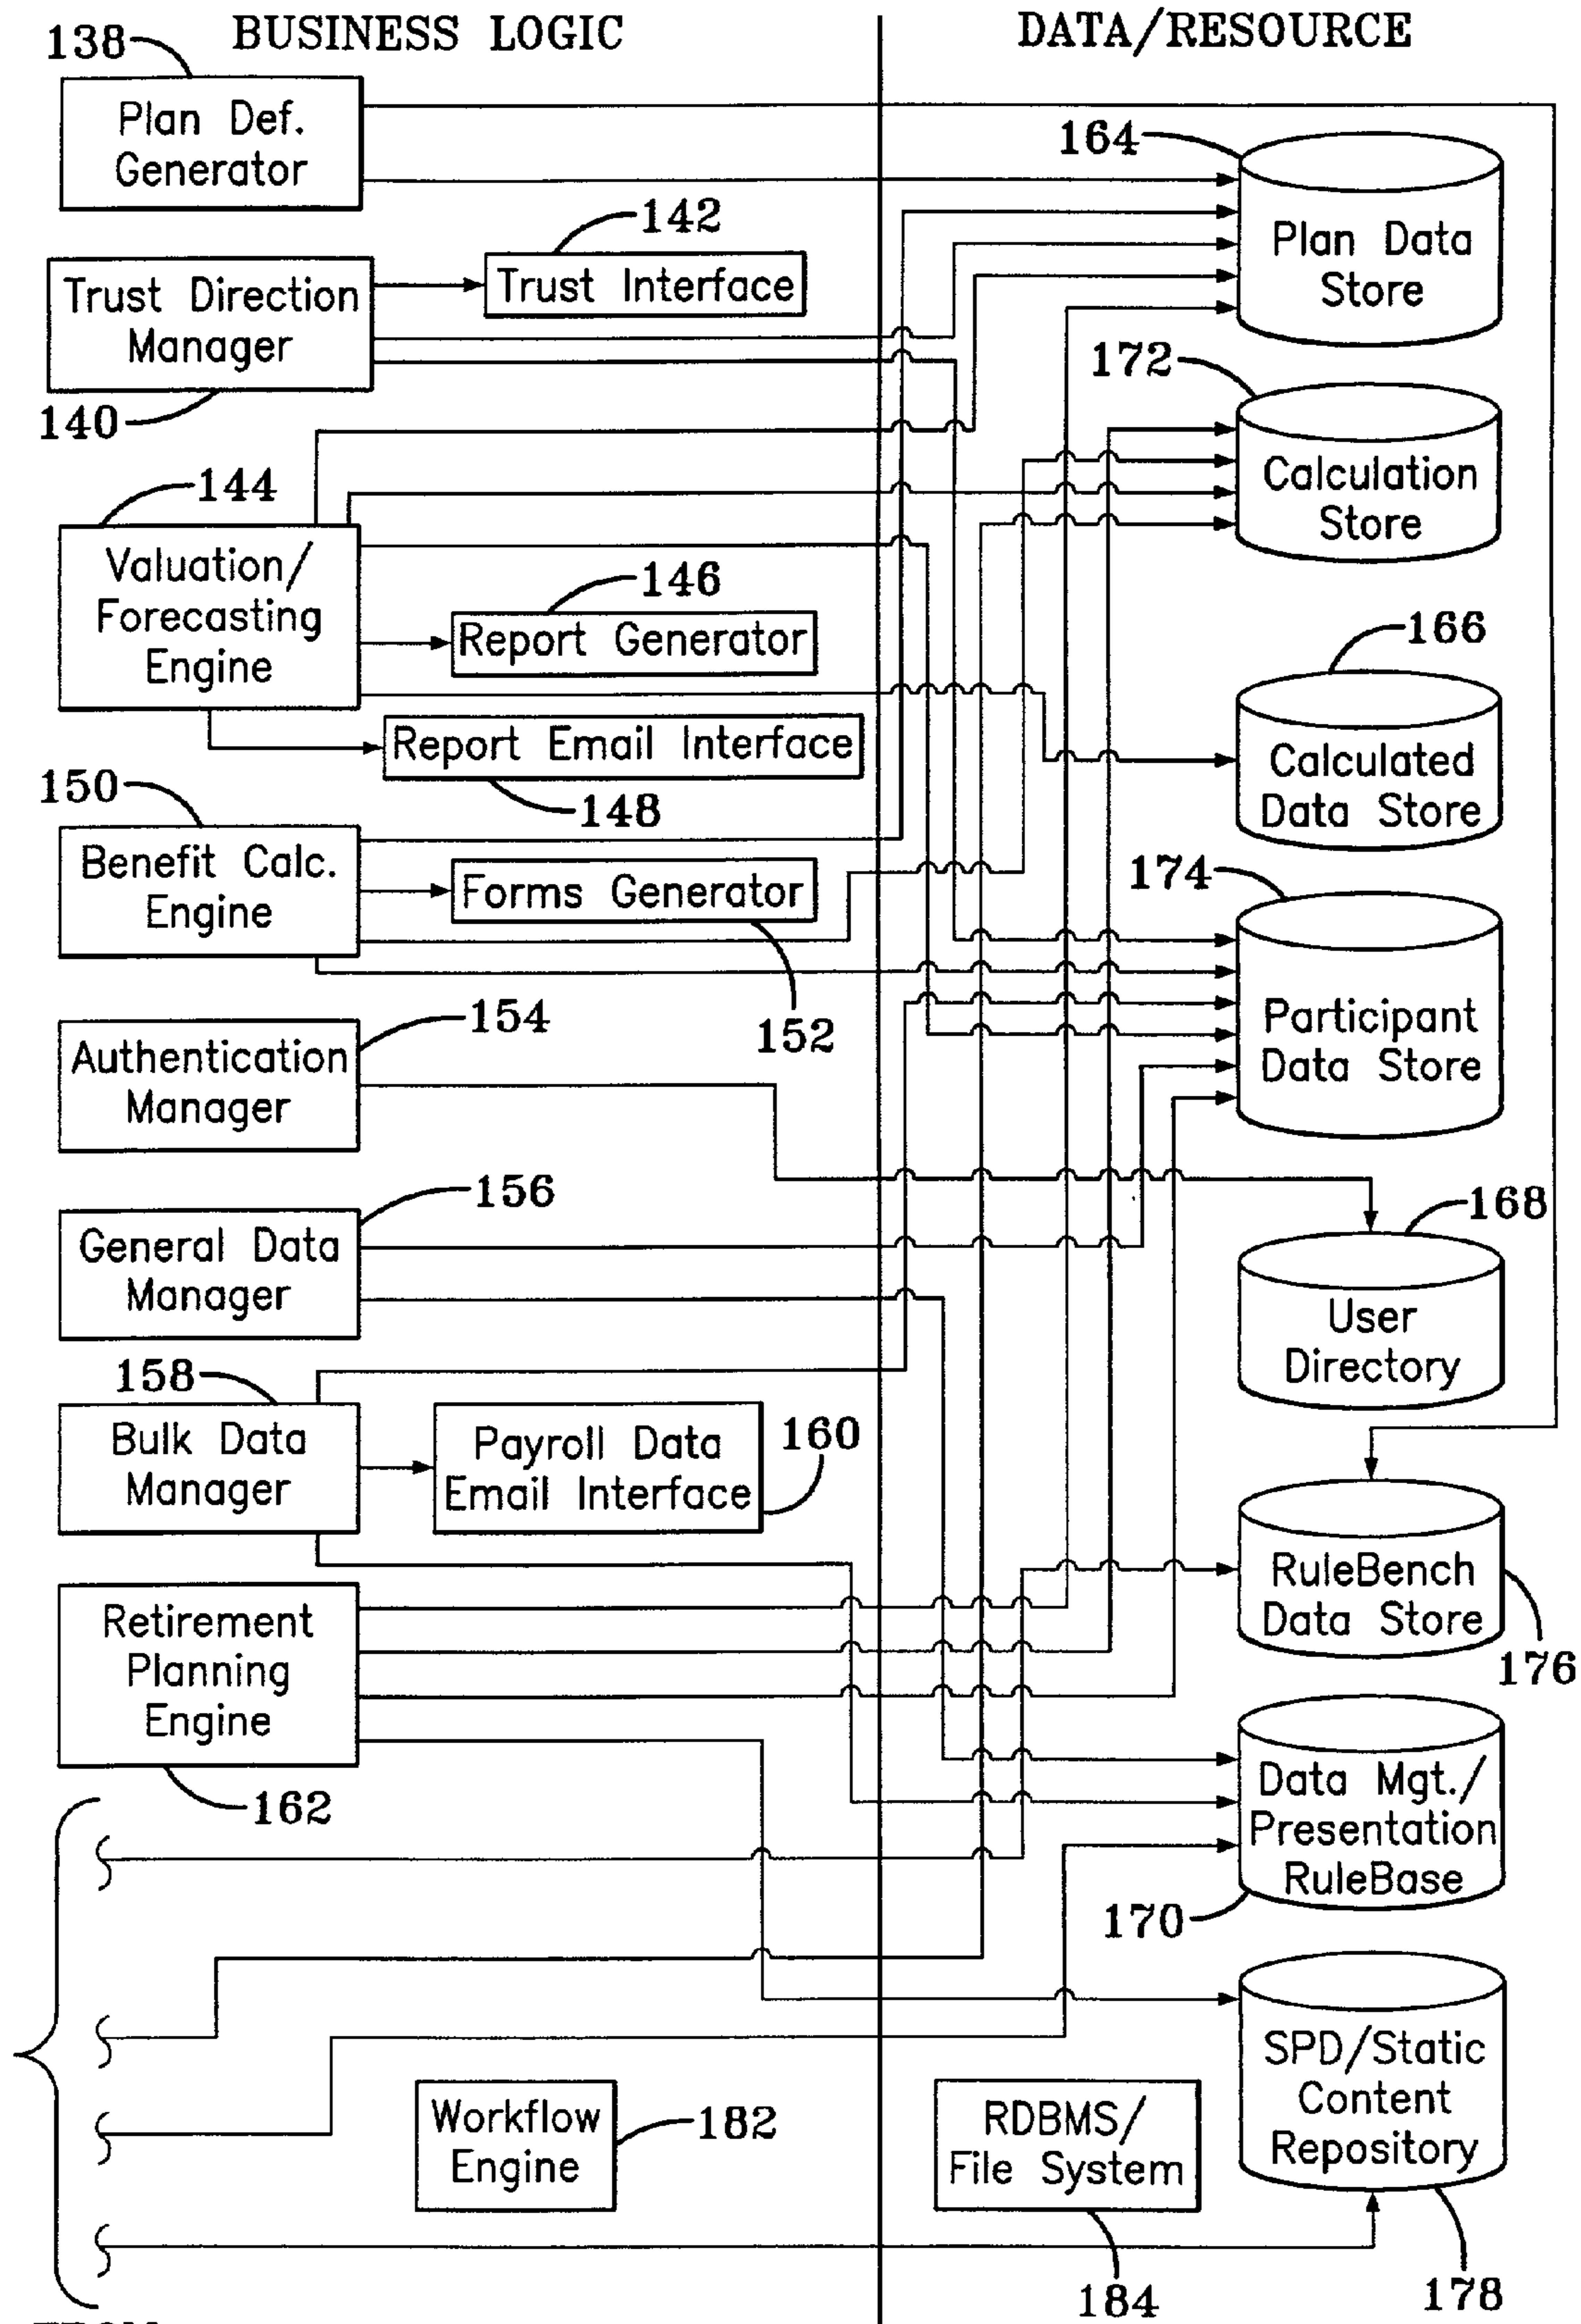 BUSINESS LOGIC
DATA/RESOURCE
138
Plan Def.
Generator
164
Plan Data
Store
142
Trust Interface
Trust Direction
Manager
140
172
Calculation
Store
144
Valuation/
Forecasting
Engine
146
Report Generator
166
Calculated
Data Store
Report Email Interface
148
150
Benefit Calc.
Engine
Forms Generator
152
174
Participant
Data Store
154
Authentication
Manager
156
General Data
Manager
168
User
Directory
158
Bulk Data
Manager
Payroll Data
Email Interface
160
RuleBench
Data Store
176
Retirement
Planning
Engine
162
Data Mgt./
Presentation
RuleBase
170
SPD/Static
Content
Repository
178
Workflow
Engine
182
RDBMS/
File System
184